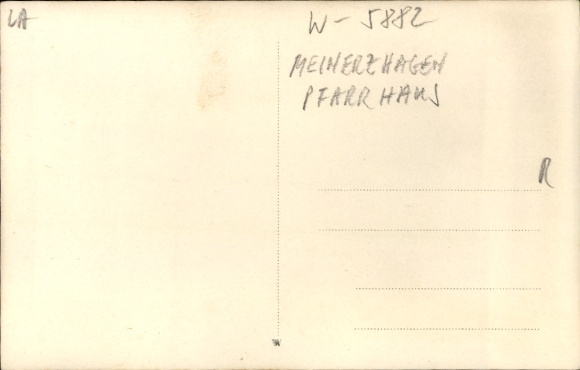 LA
W-5882
MEINERZHAGEN
PFARRHAUS
R